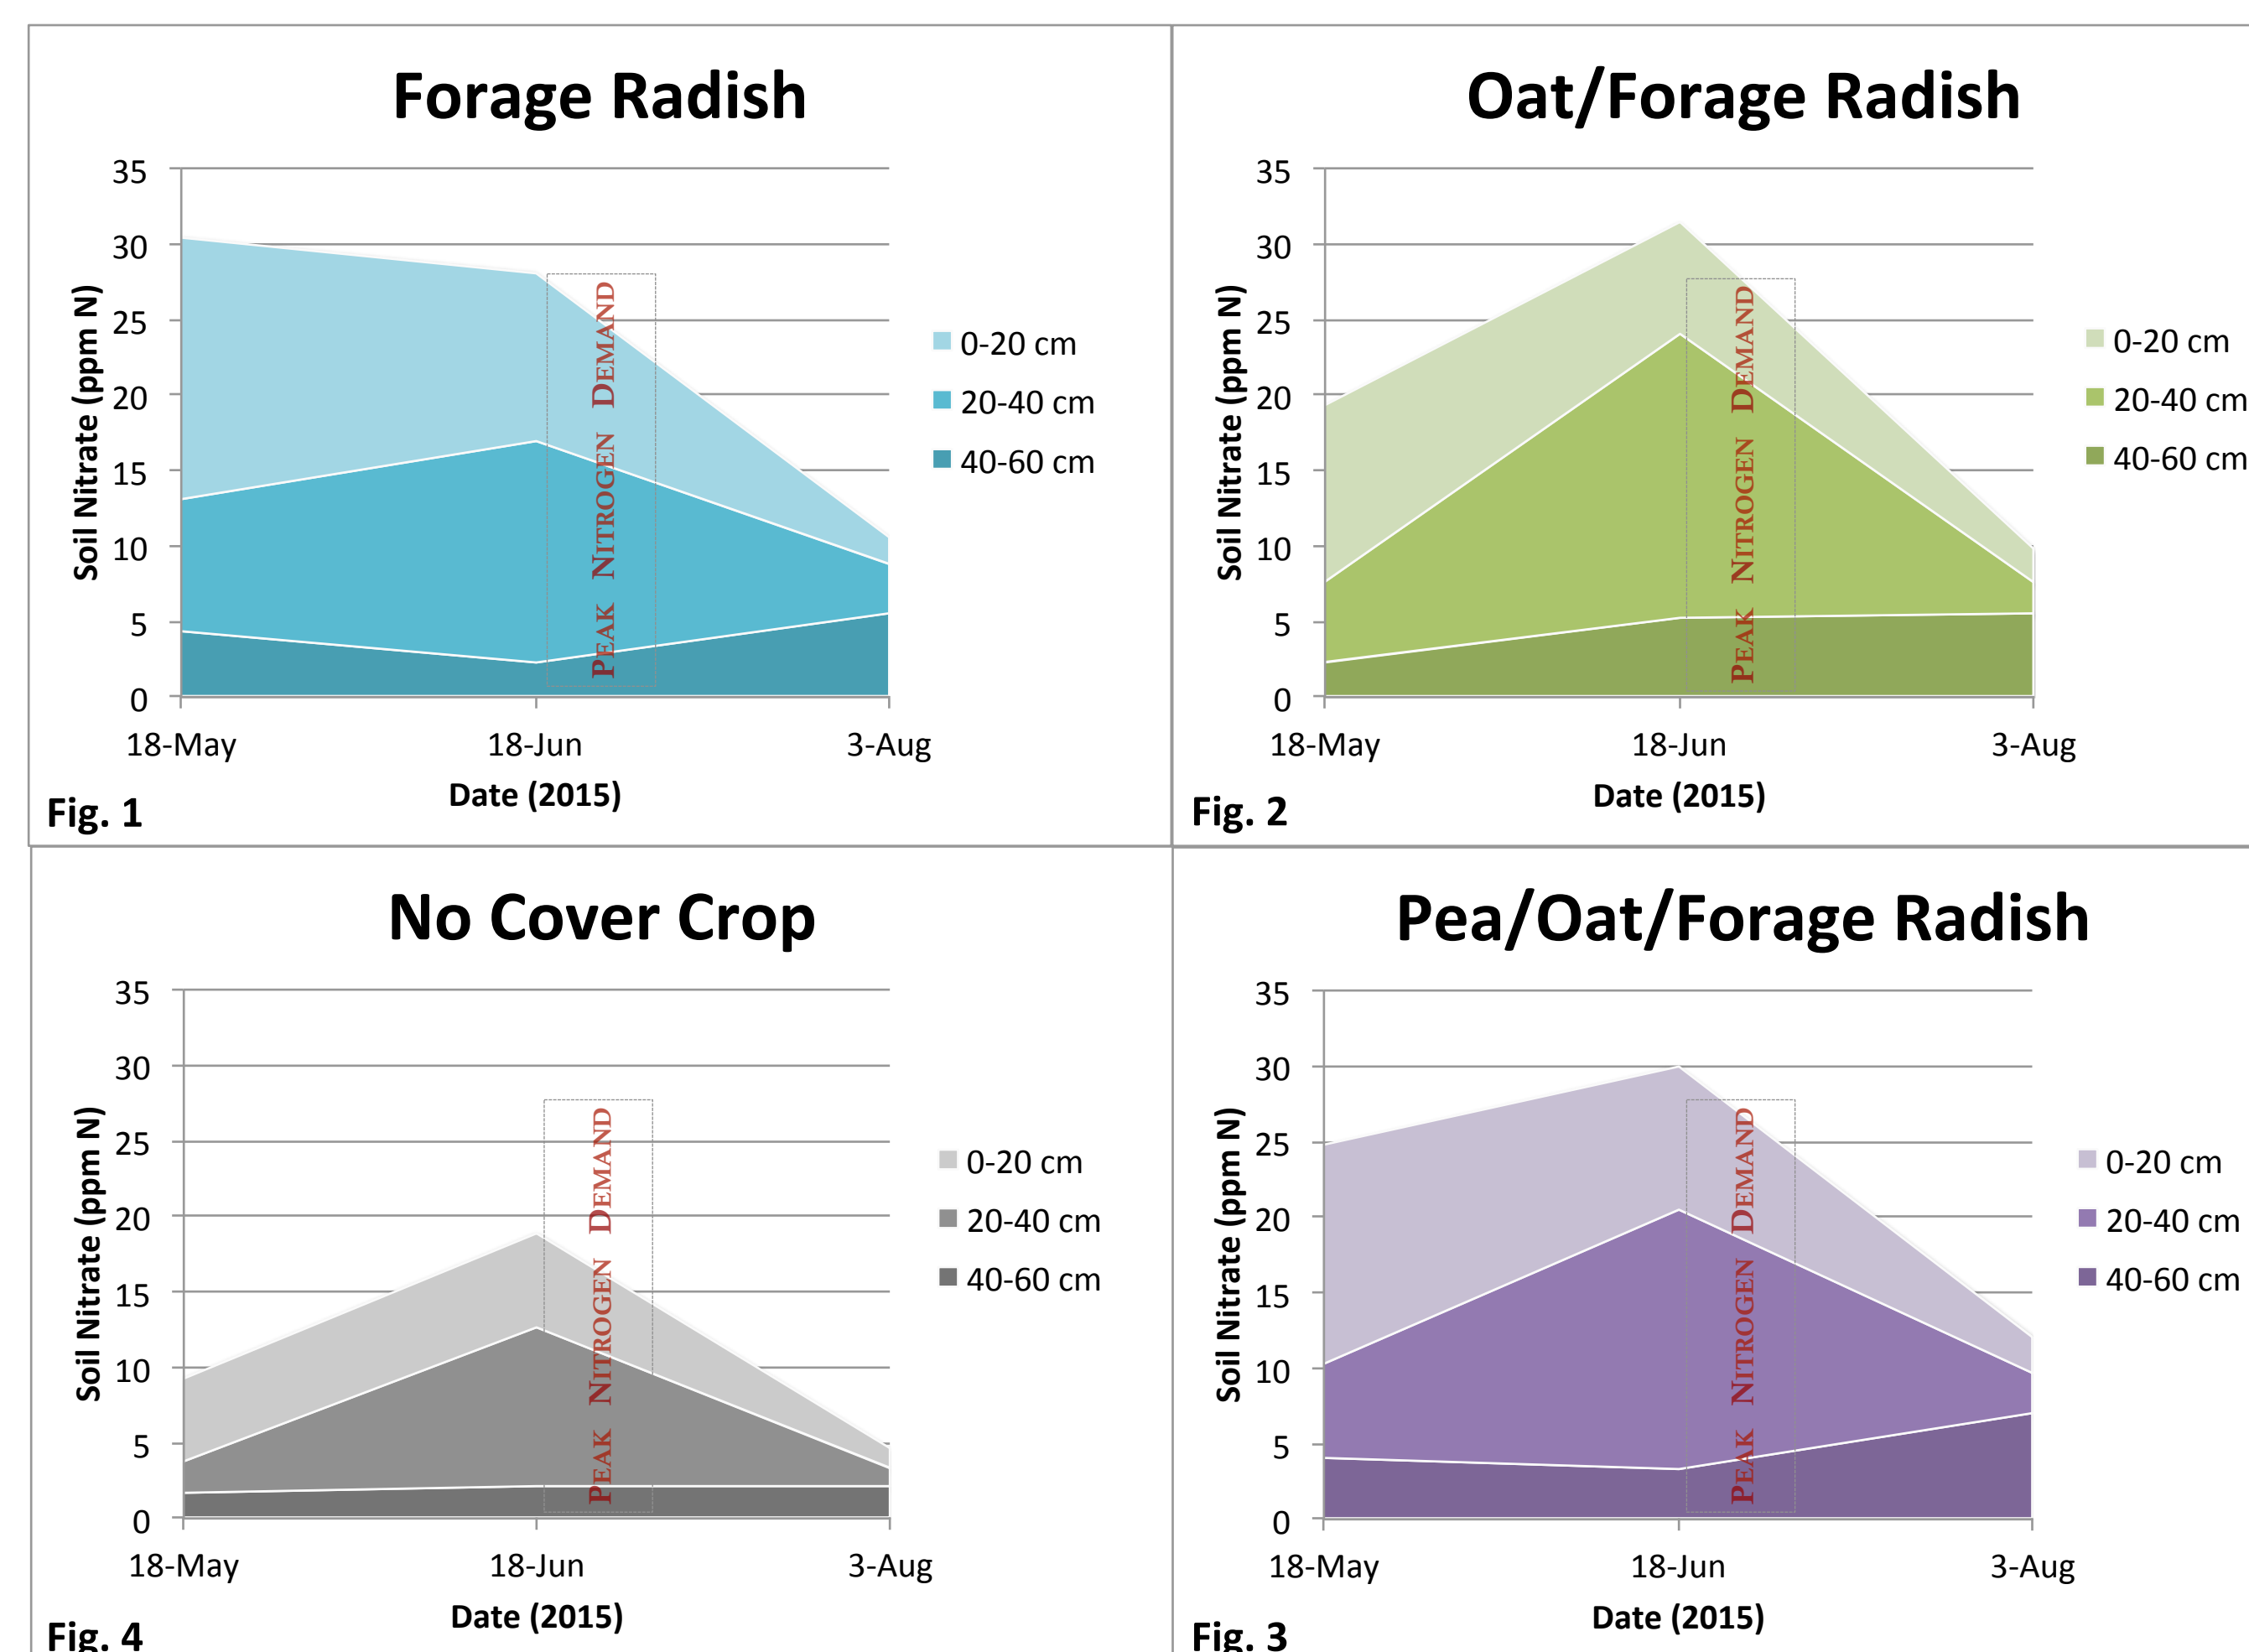 Forage Radish
35
30
25
20
15
10
5
0
Soil Nitrate (ppm N)
PEAK NITROGEN DEMAND
0-20 cm
20-40 cm
40-60 cm
18-May 18-Jun 3-Aug
Date (2015)
Fig. 1
Oat/Forage Radish
35
30
25
20
15
10
5
0
Soil Nitrate (ppm N)
PEAK NITROGEN DEMAND
0-20 cm
20-40 cm
40-60 cm
18-May 18-Jun 3-Aug
Date (2015)
Fig. 2
No Cover Crop
35
30
25
20
15
10
5
0
Soil Nitrate (ppm N)
PEAK NITROGEN DEMAND
0-20 cm
20-40 cm
40-60 cm
18-May 18-Jun 3-Aug
Date (2015)
Fig. 4
Pea/Oat/Forage Radish
35
30
25
20
15
10
5
0
Soil Nitrate (ppm N)
PEAK NITROGEN DEMAND
0-20 cm
20-40 cm
40-60 cm
18-May 18-Jun 3-Aug
Date (2015)
Fig. 3